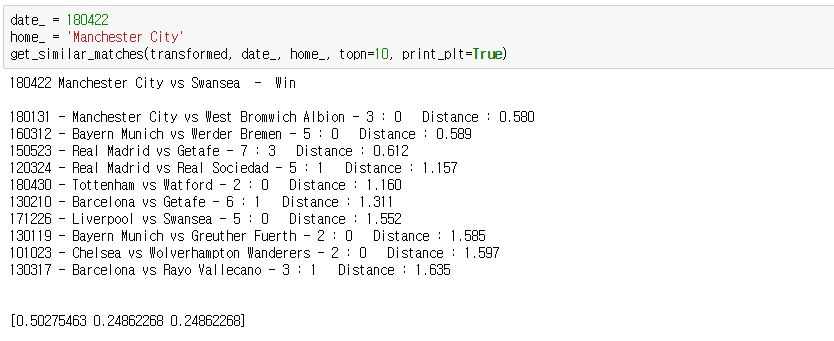 date_ = 180422
home_ = 'Manchester City'
get_similar_matches(transformed, date_, home_, topn=10, print_plt=True)
180422 Manchester City vs Swansea - Win
180131 - Manchester City vs West Bromwich Albion - 3 : 0 Distance : 0.580
160312 - Bayern Munich vs Werder Bremen - 5 : 0 Distance : 0.589
150523 - Real Madrid vs Getafe - 7 : 3 Distance : 0.612
120324 - Real Madrid vs Real Sociedad - 5 : 1 Distance : 1.157
180430 - Tottenham vs Watford - 2 : 0 Distance : 1.160
130210 - Barcelona vs Getafe - 6 : 1 Distance : 1.311
171226 - Liverpool vs Swansea - 5 : 0 Distance : 1.552
130119 - Bayern Munich vs Greuther Fuerth - 2 : 0 Distance : 1.585
101023 - Chelsea vs Wolverhampton Wanderers - 2 : 0 Distance : 1.597
130317 - Barcelona vs Rayo Vallecano - 3 : 1 Distance : 1.635
[0.50275463 0.24862268 0.24862268]